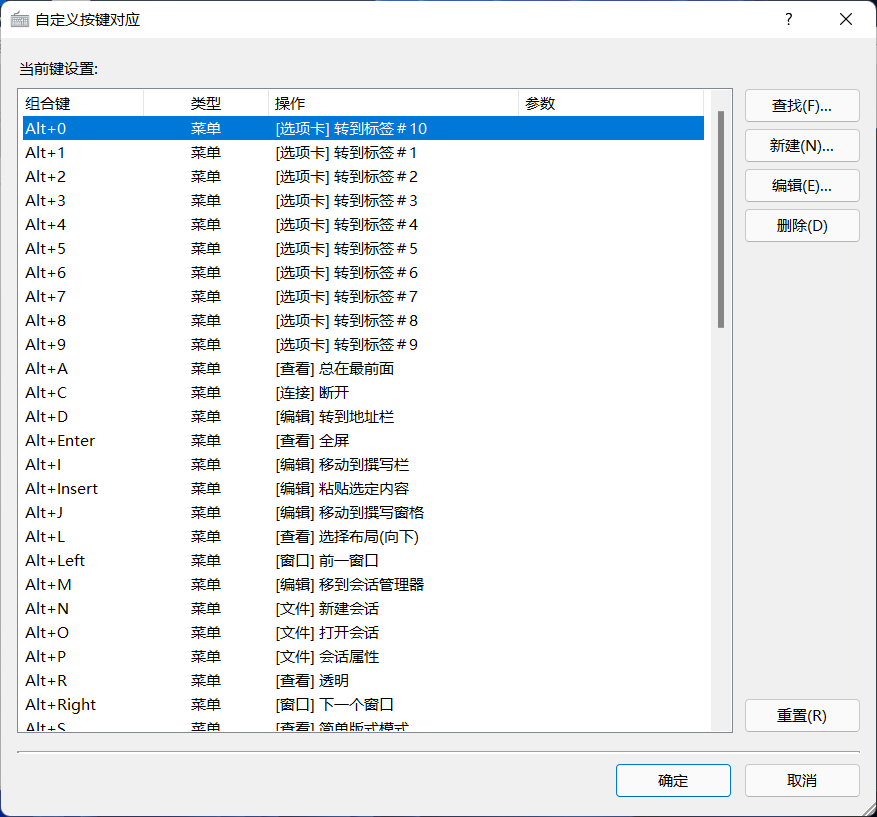 自定义按键对应
?
当前键设置:
组合键 类型 操作 参数
Alt+0 菜单 [选项卡] 转到标签＃10
Alt+1 菜单 [选项卡] 转到标签＃1
Alt+2 菜单 [选项卡] 转到标签＃2
Alt+3 菜单 [选项卡] 转到标签＃3
Alt+4 菜单 [选项卡] 转到标签＃4
Alt+5 菜单 [选项卡] 转到标签＃5
Alt+6 菜单 [选项卡] 转到标签＃6
Alt+7 菜单 [选项卡] 转到标签＃7
Alt+8 菜单 [选项卡] 转到标签＃8
Alt+9 菜单 [选项卡] 转到标签＃9
Alt+A 菜单 [查看] 总在最前面
Alt+C 菜单 [连接] 断开
Alt+D 菜单 [编辑] 转到地址栏
Alt+Enter 菜单 [查看] 全屏
Alt+I 菜单 [编辑] 移动到撰写栏
Alt+Insert 菜单 [编辑] 粘贴选定内容
Alt+J 菜单 [编辑] 移动到撰写窗格
Alt+L 菜单 [查看] 选择布局(向下)
Alt+Left 菜单 [窗口] 前一窗口
Alt+M 菜单 [编辑] 移到会话管理器
Alt+N 菜单 [文件] 新建会话
Alt+O 菜单 [文件] 打开会话
Alt+P 菜单 [文件] 会话属性
Alt+R 菜单 [查看] 透明
Alt+Right 菜单 [窗口] 下一个窗口
Alt+S 菜单 [查看] 简单版式模式
查找(F)...
新建(N)...
编辑(E)...
删除(D)
重置(R)
确定
取消